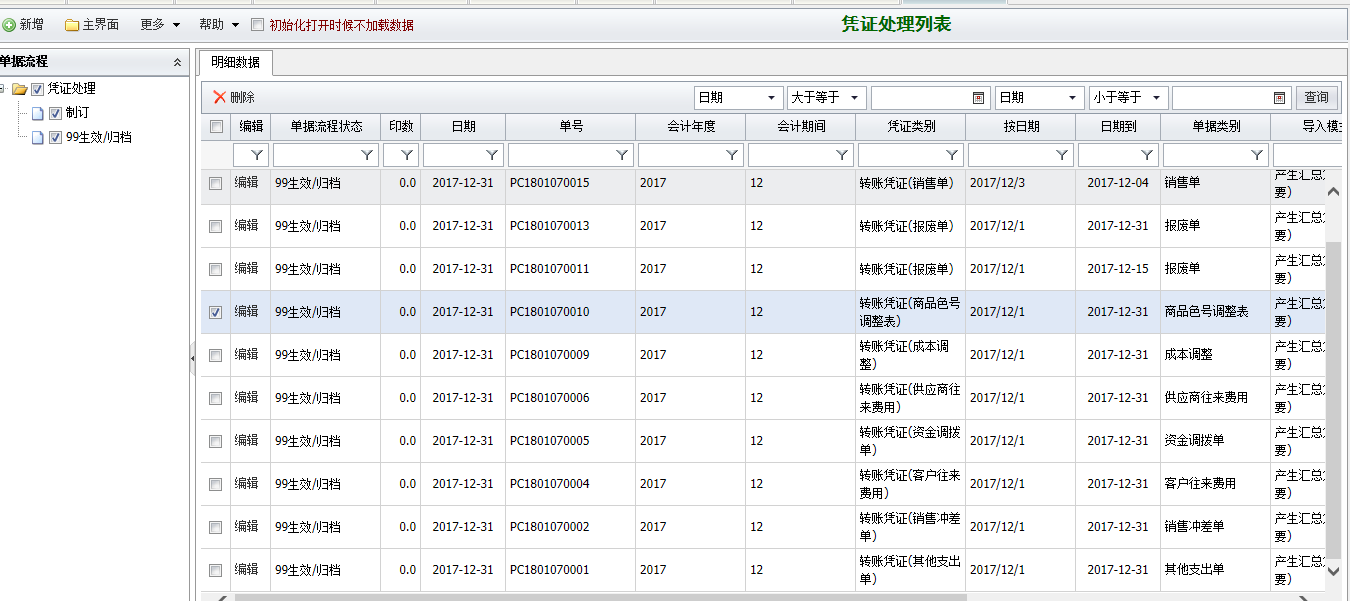 新增 主界面 更多 帮助 初始化打开时候不加载数据 凭证处理列表
单据流程
凭证处理
制订
99生效/归档
明细数据
删除 日期 大于等于 日期 小于等于 查询
编辑 单据流程状态 印数 日期 单号 会计年度 会计期间 凭证类别 按日期 日期到 单据类别 导入模
编辑 99生效/归档 0.0 2017-12-31 PC1801070015 2017 12 转账凭证(销售单) 2017/12/3 2017-12-04 销售单 产生汇总
要)
编辑 99生效/归档 0.0 2017-12-31 PC1801070013 2017 12 转账凭证(报废单) 2017/12/1 2017-12-31 报废单 产生汇总
要)
编辑 99生效/归档 0.0 2017-12-31 PC1801070011 2017 12 转账凭证(报废单) 2017/12/1 2017-12-15 报废单 产生汇总
要)
编辑 99生效/归档 0.0 2017-12-31 PC1801070010 2017 12 转账凭证(商品色号 2017/12/1 2017-12-31 商品色号调整表 产生汇总
调整表) 要)
编辑 99生效/归档 0.0 2017-12-31 PC1801070009 2017 12 转账凭证(成本调 2017/12/1 2017-12-31 成本调整 产生汇总
整) 要)
编辑 99生效/归档 0.0 2017-12-31 PC1801070006 2017 12 转账凭证(供应商往 2017/12/1 2017-12-31 供应商往来费用 产生汇总
来费用) 要)
编辑 99生效/归档 0.0 2017-12-31 PC1801070005 2017 12 转账凭证(资金调拨 2017/12/1 2017-12-31 资金调拨单 产生汇总
单) 要)
编辑 99生效/归档 0.0 2017-12-31 PC1801070004 2017 12 转账凭证(客户往来 2017/12/1 2017-12-31 客户往来费用 产生汇总
费用) 要)
编辑 99生效/归档 0.0 2017-12-31 PC1801070002 2017 12 转账凭证(销售冲差 2017/12/1 2017-12-31 销售冲差单 产生汇总
单) 要)
编辑 99生效/归档 0.0 2017-12-31 PC1801070001 2017 12 转账凭证(其他支出 2017/12/1 2017-12-31 其他支出单 产生汇总
单) 要)